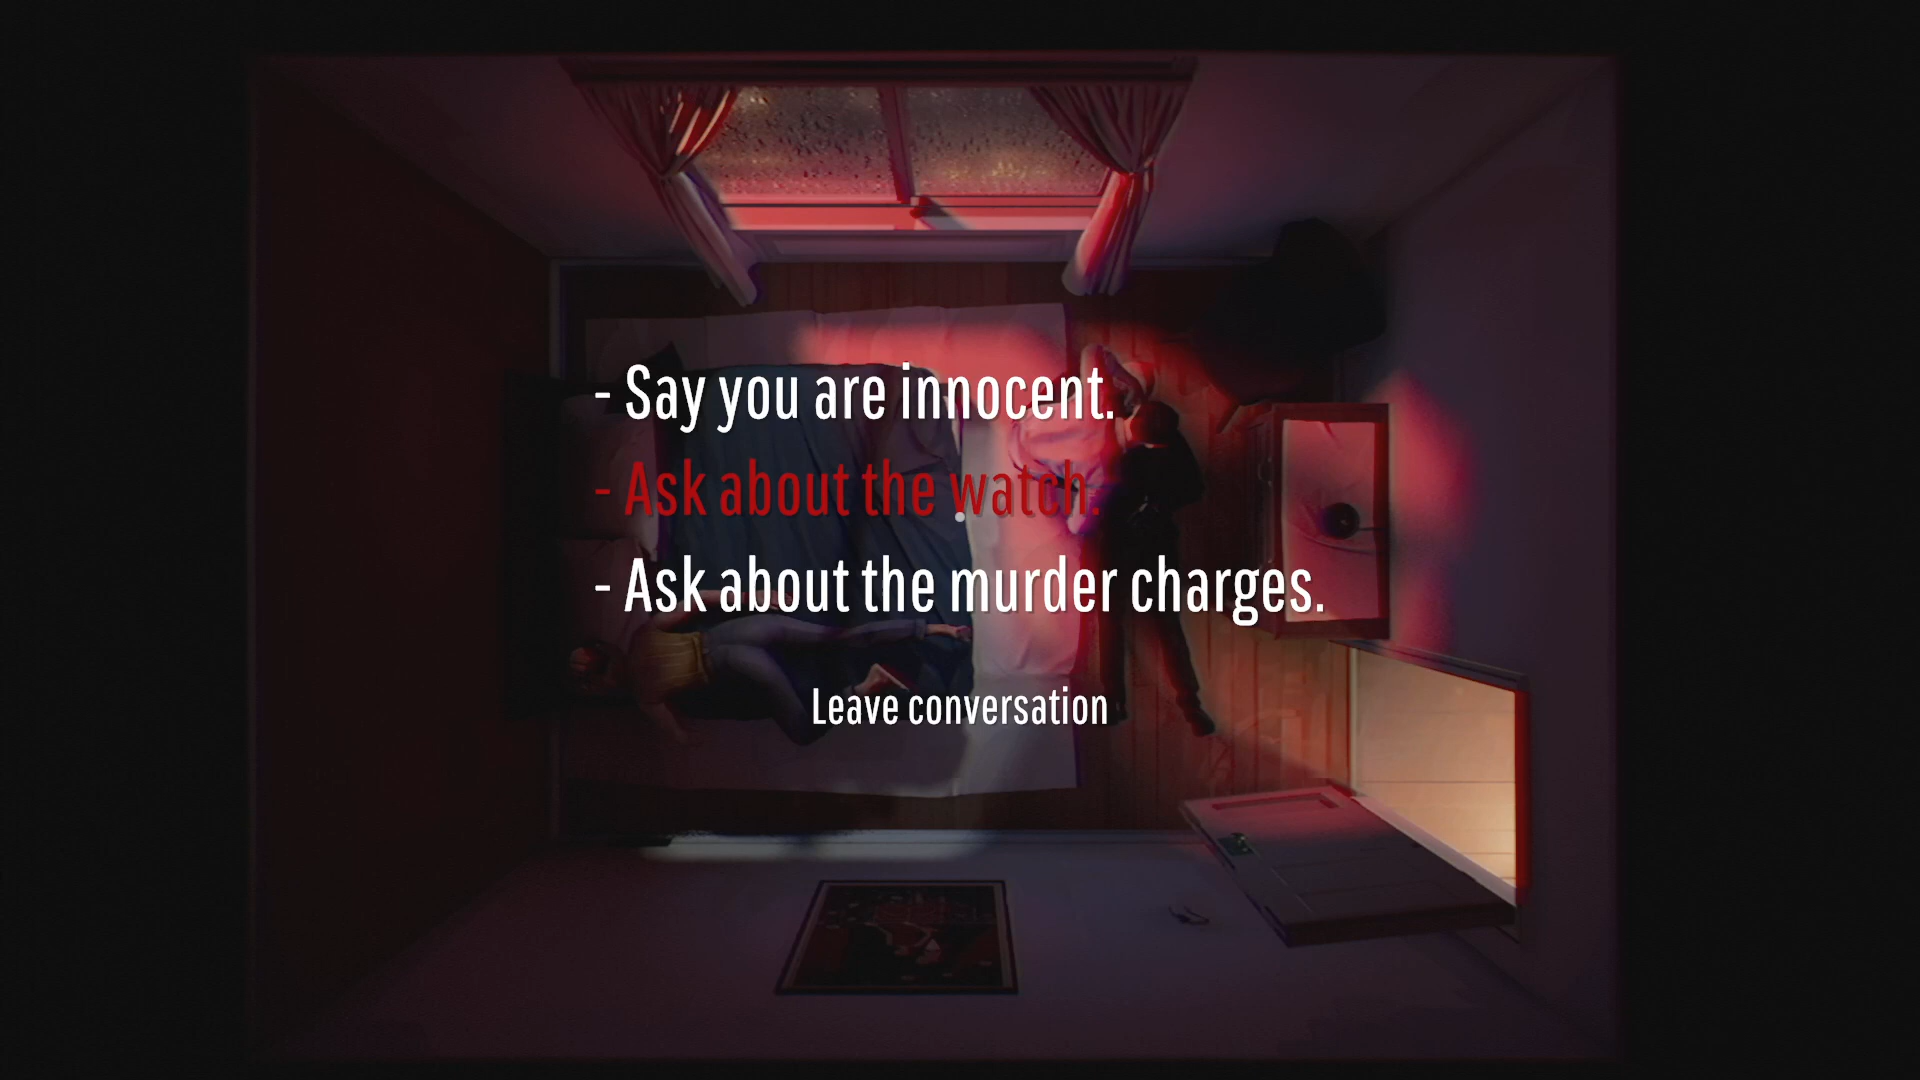 - Say you are innocent.
- Ask about the watch.
- Ask about the murder charges.
Leave conversation